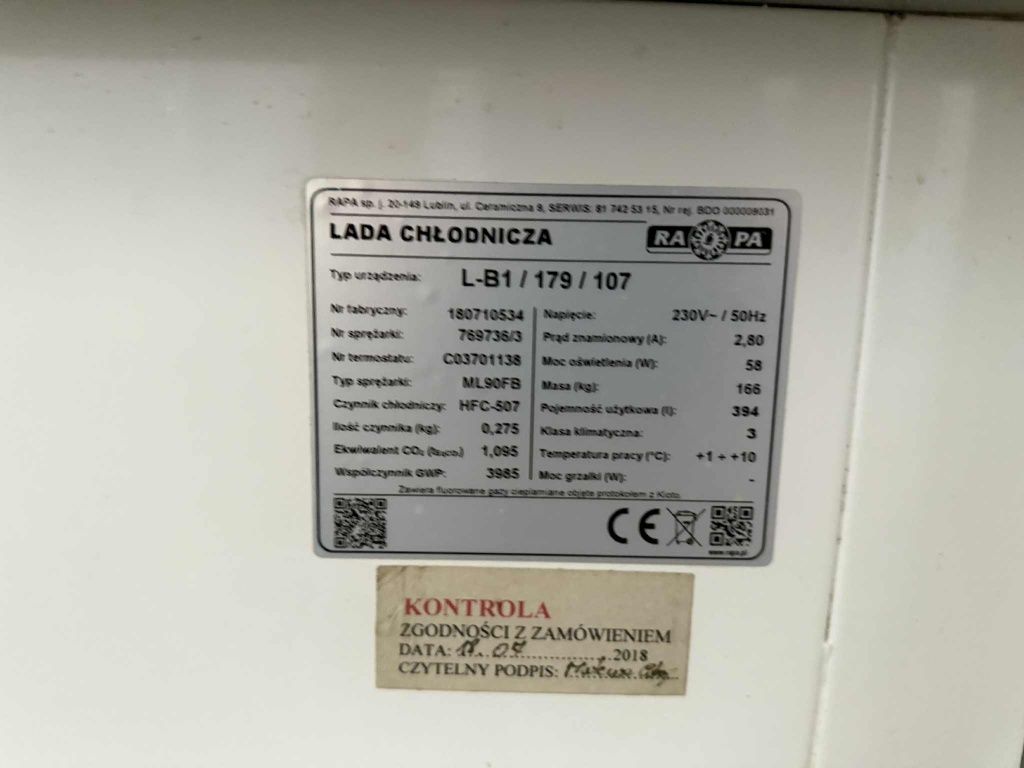 RAPA sp. j. 20-149 Lublin, ul. Ceramiczna 8, SERWIS: 81 742 53 15, Nr rej. BDO 000009031
LADA CHŁODNICZA
RAPA
Typ urządzenia: L-B1 / 179 / 107
Nr fabryczny: 180710534
Nr sprężarki: 769736/3
Nr termostatu: C03701138
Typ sprężarki: ML90FB
Czynnik chłodniczy: HFC-507
Ilość czynnika (kg): 0,275
Ekwiwalent CO₂ 1,095
Współczynnik GWP: 3985
Napięcie: 230V~ / 50Hz
Prąd znamionowy (A): 2,80
Moc oświetlenia (W): 58
Masa (kg): 166
Pojemność użytkowa (l): 394
Klasa klimatyczna: 3
Temperatura pracy (°C): +1 ÷ +10
Moc grzałki (W): -
Zawiera fluorowane gazy cieplarniane objęte protokołem z Kioto.
CE
www.rapa.pl
KONTROLA
ZGODNOŚCI Z ZAMÓWIENIEM
DATA: 07 2018
CZYTELNY PODPIS: